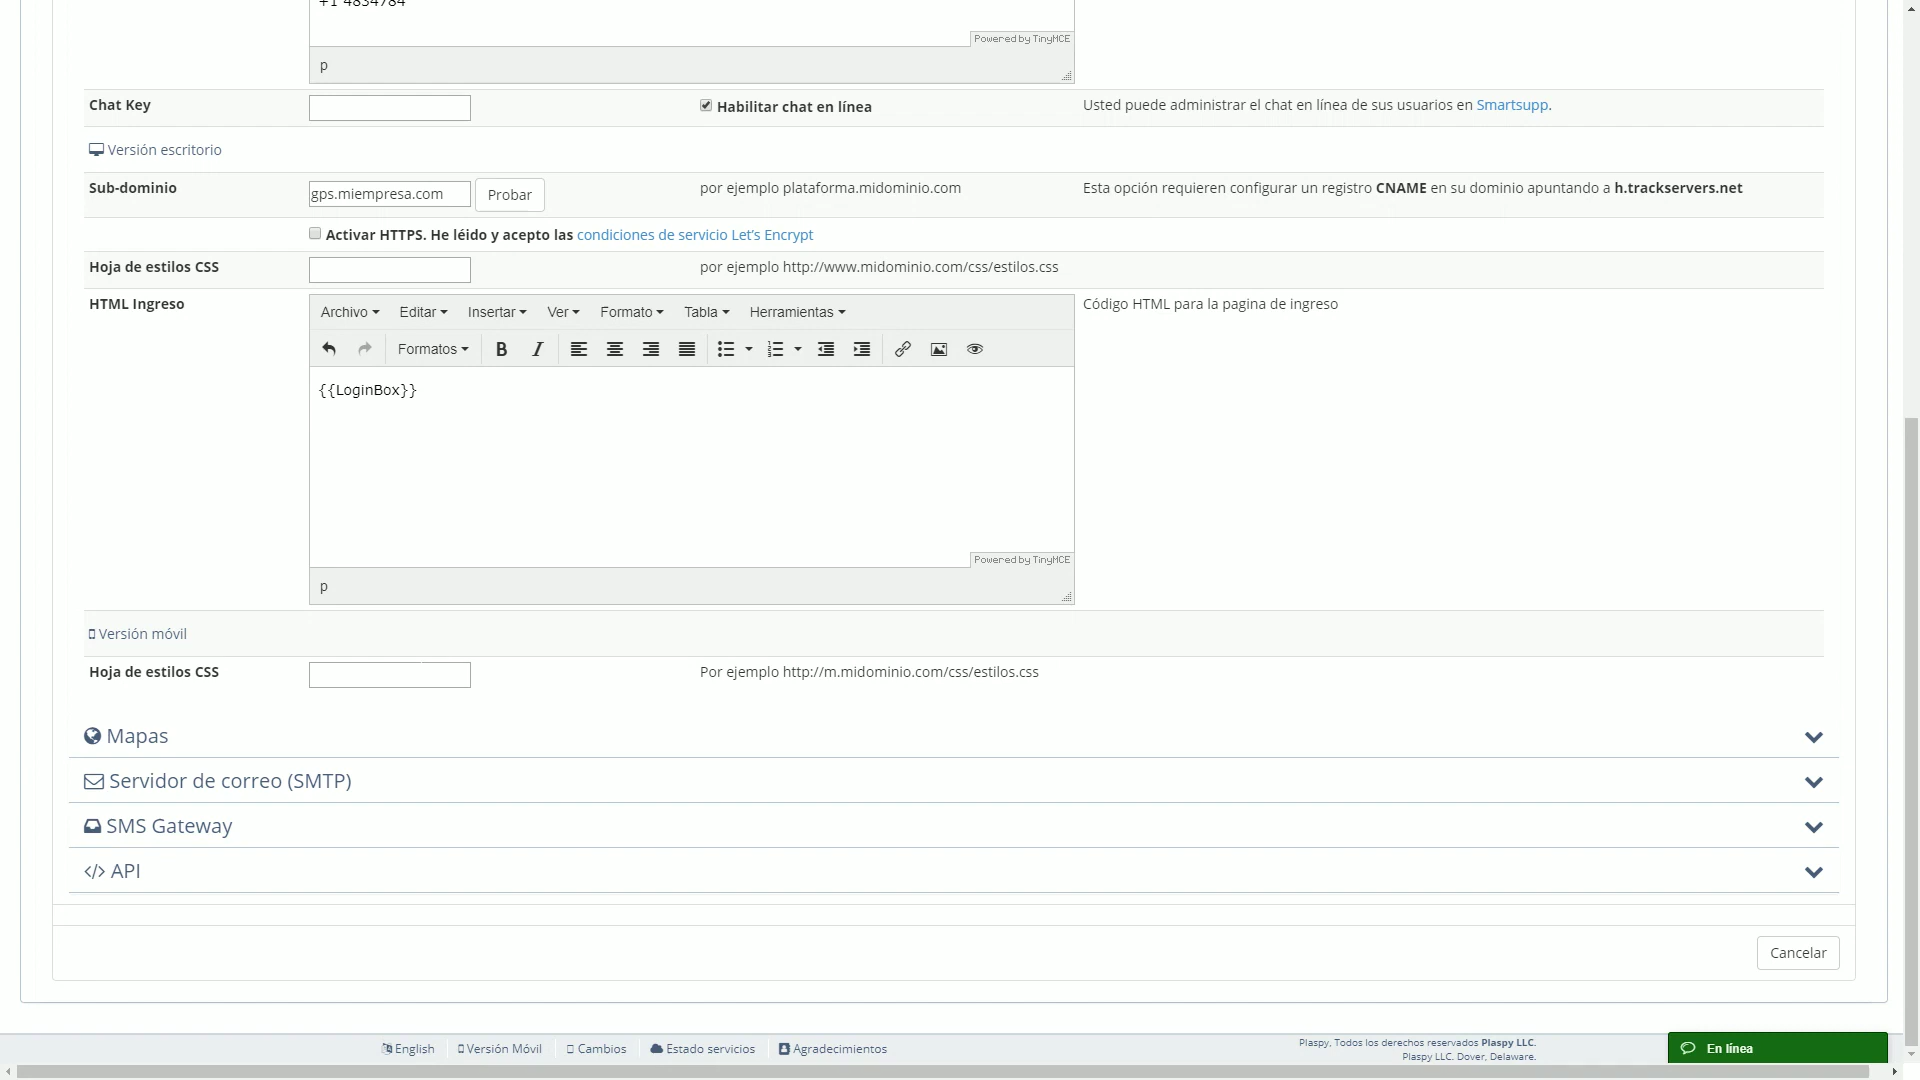 +1 4834784
Powered by TinyMCE
p
Chat Key
Habilitar chat en línea
Usted puede administrar el chat en línea de sus usuarios en Smartsupp.
Versión escritorio
Sub-dominio
gps.miempresa.com
Probar
por ejemplo plataforma.midominio.com
Esta opción requieren configurar un registro CNAME en su dominio apuntando a h.trackservers.net
Activar HTTPS. He léido y acepto las condiciones de servicio Let's Encrypt
Hoja de estilos CSS
por ejemplo http://www.midominio.com/css/estilos.css
HTML Ingreso
Archivo Editar Insertar Ver Formato Tabla Herramientas
Código HTML para la pagina de ingreso
Formatos B I
{{LoginBox}}
Powered by TinyMCE
p
Versión móvil
Hoja de estilos CSS
Por ejemplo http://m.midominio.com/css/estilos.css
Mapas
Servidor de correo (SMTP)
SMS Gateway
</> API
Cancelar
English Versión Móvil Cambios Estado servicios Agradecimientos
Plaspy, Todos los derechos reservados Plaspy LLC.
Plaspy LLC. Dover, Delaware.
En línea